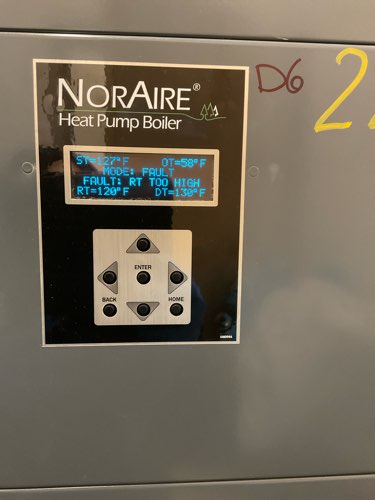 NORAIRE®
Heat Pump Boiler
D6
22
ST=127°F OT=58°F
MODE: FAULT
FAULT: RT TOO HIGH
RT=120°F DT=130°F
ENTER
BACK
HOME